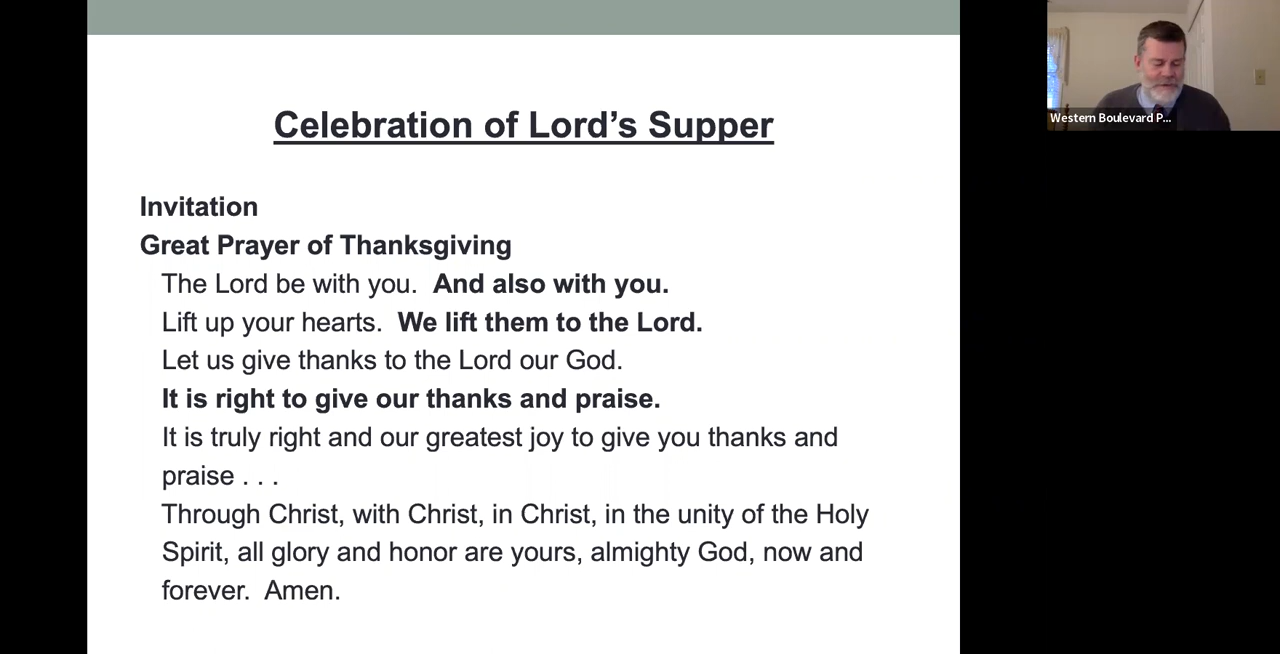 Celebration of Lord’s Supper
Invitation
Great Prayer of Thanksgiving
The Lord be with you.  And also with you.
Lift up your hearts.  We lift them to the Lord.
Let us give thanks to the Lord our God.
It is right to give our thanks and praise.
It is truly right and our greatest joy to give you thanks and
praise . . .
Through Christ, with Christ, in Christ, in the unity of the Holy
Spirit, all glory and honor are yours, almighty God, now and
forever.  Amen.
Western Boulevard P...